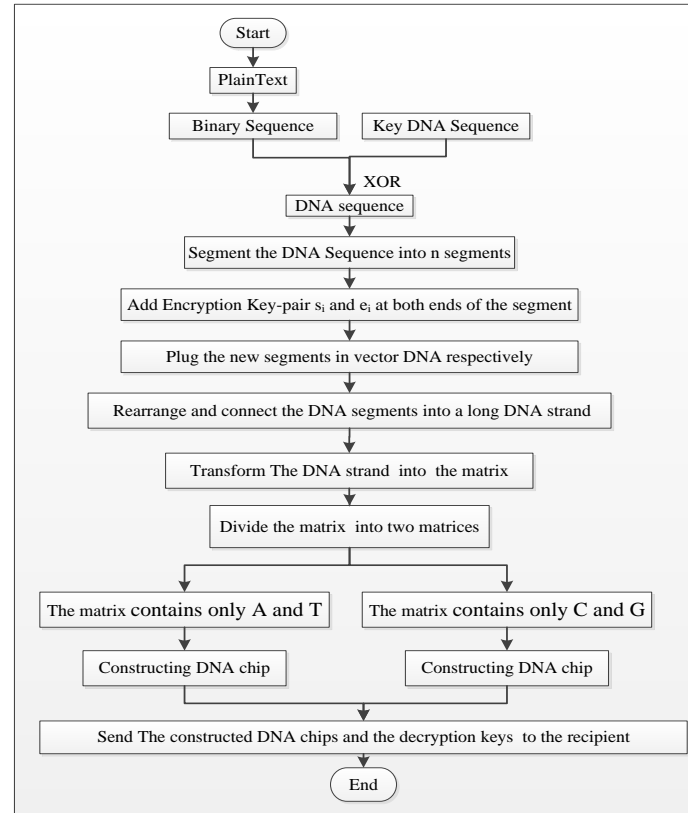 Start
PlainText
Binary Sequence
Key DNA Sequence
XOR
DNA sequence
Segment the DNA Sequence into n segments
Add Encryption Key-pair sᵢ and eᵢ at both ends of the segment
Plug the new segments in vector DNA respectively
Rearrange and connect the DNA segments into a long DNA strand
Transform The DNA strand into the matrix
Divide the matrix into two matrices
The matrix contains only A and T
The matrix contains only C and G
Constructing DNA chip
Constructing DNA chip
Send The constructed DNA chips and the decryption keys to the recipient
End